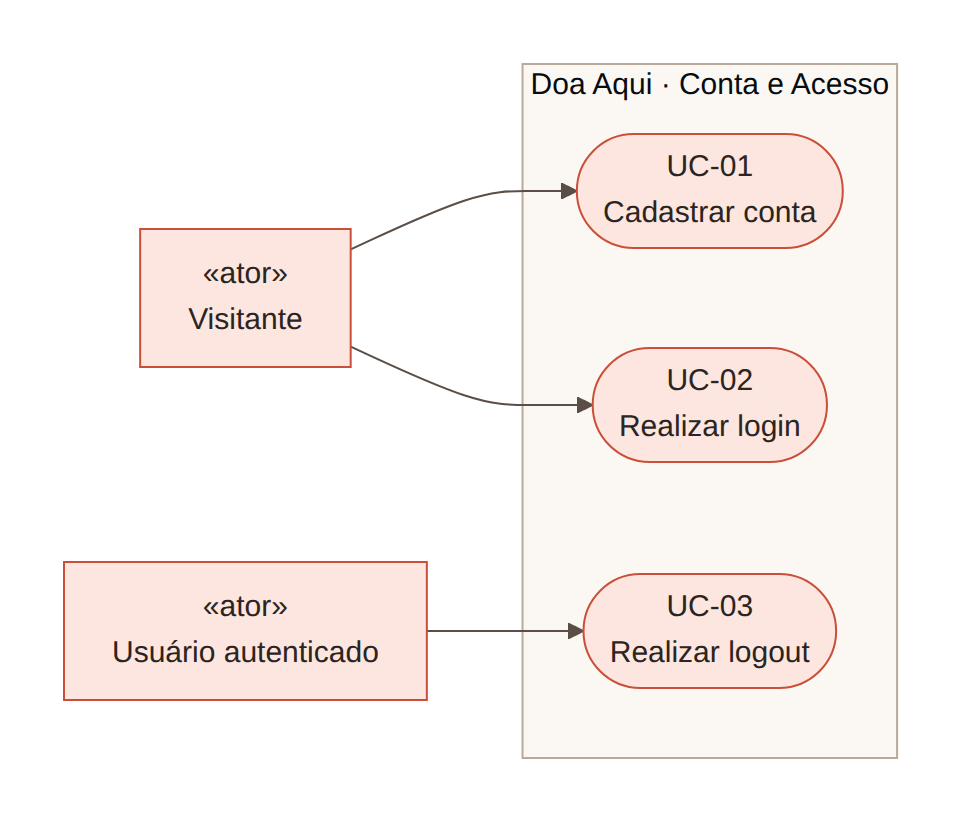 Doa Aqui · Conta e Acesso
UC-01
Cadastrar conta
«ator»
Visitante
UC-02
Realizar login
«ator»
Usuário autenticado
UC-03
Realizar logout